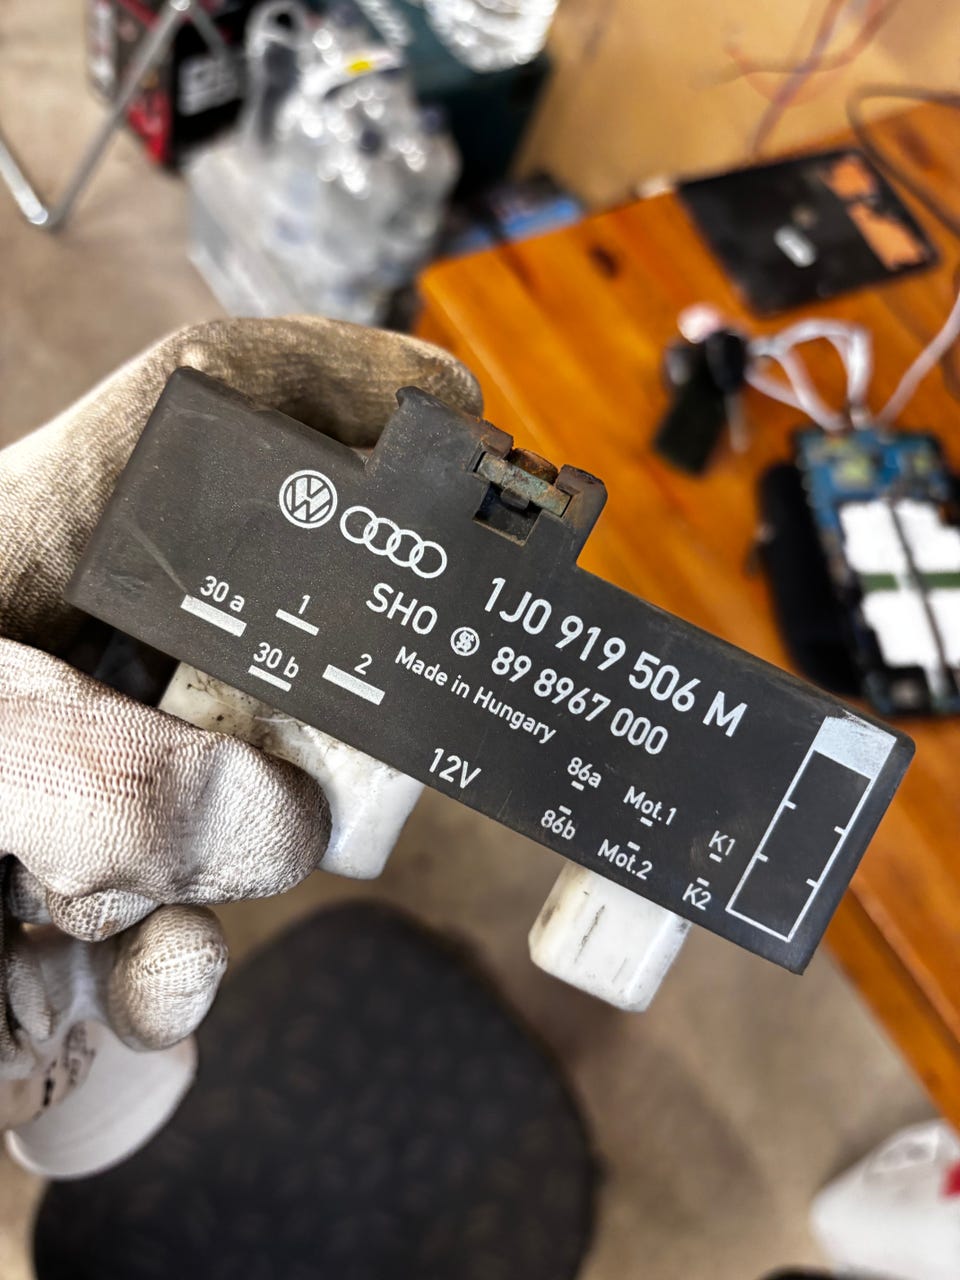 1J0 919 506 M
SHO 89 8967 000
Made in Hungary
30 a 1
30 b 2
12V
86a Mot.1 K1
86b Mot.2 K2